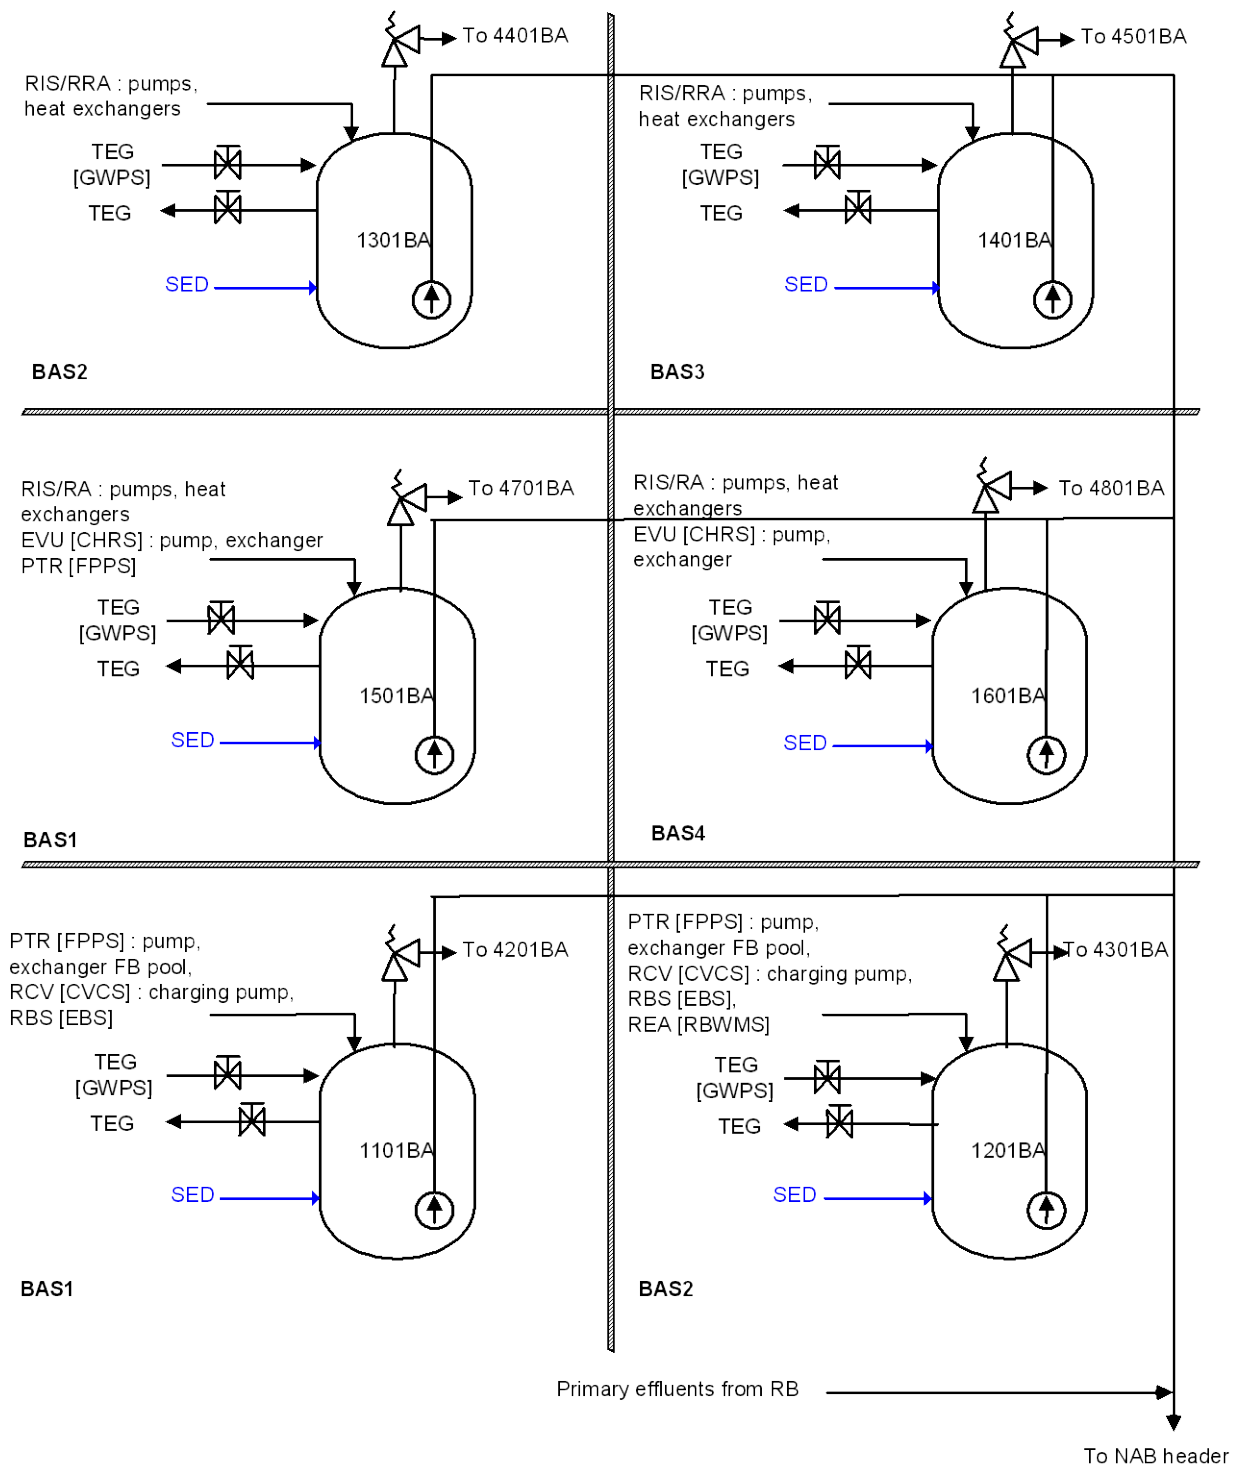 To 4401BA
RIS/RRA : pumps,
heat exchangers
TEG
[GWPS]
TEG
1301BA
SED
BAS2
To 4501BA
RIS/RRA : pumps,
heat exchangers
TEG
[GWPS]
TEG
1401BA
SED
BAS3
RIS/RA : pumps, heat
exchangers
EVU [CHRS] : pump, exchanger
PTR [FPPS]
To 4701BA
TEG
[GWPS]
TEG
1501BA
SED
BAS1
RIS/RA : pumps, heat
exchangers
EVU [CHRS] : pump,
exchanger
To 4801BA
TEG
[GWPS]
TEG
1601BA
SED
BAS4
PTR [FPPS] : pump,
exchanger FB pool,
RCV [CVCS] : charging pump,
RBS [EBS]
To 4201BA
TEG
[GWPS]
TEG
1101BA
SED
BAS1
PTR [FPPS] : pump,
exchanger FB pool,
RCV [CVCS] : charging pump,
RBS [EBS],
REA [RBWMS]
To 4301BA
TEG
[GWPS]
TEG
1201BA
SED
BAS2
Primary effluents from RB
To NAB header